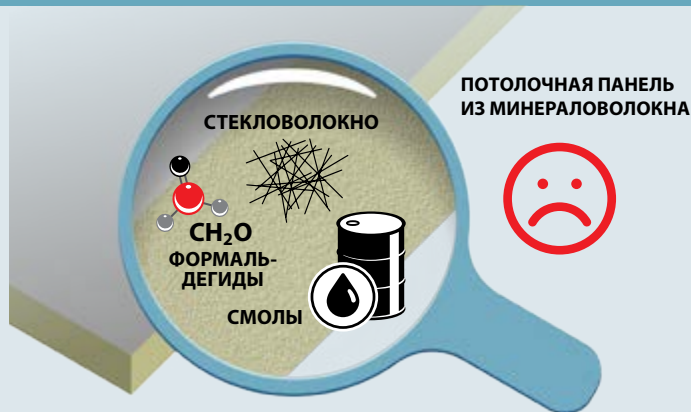 ПОТОЛОЧНАЯ ПАНЕЛЬ
ИЗ МИНЕРАЛОВОЛОКНА
СТЕКЛОВОЛОКНО
CH₂O
ФОРМАЛЬ-
ДЕГИДЫ
СМОЛЫ